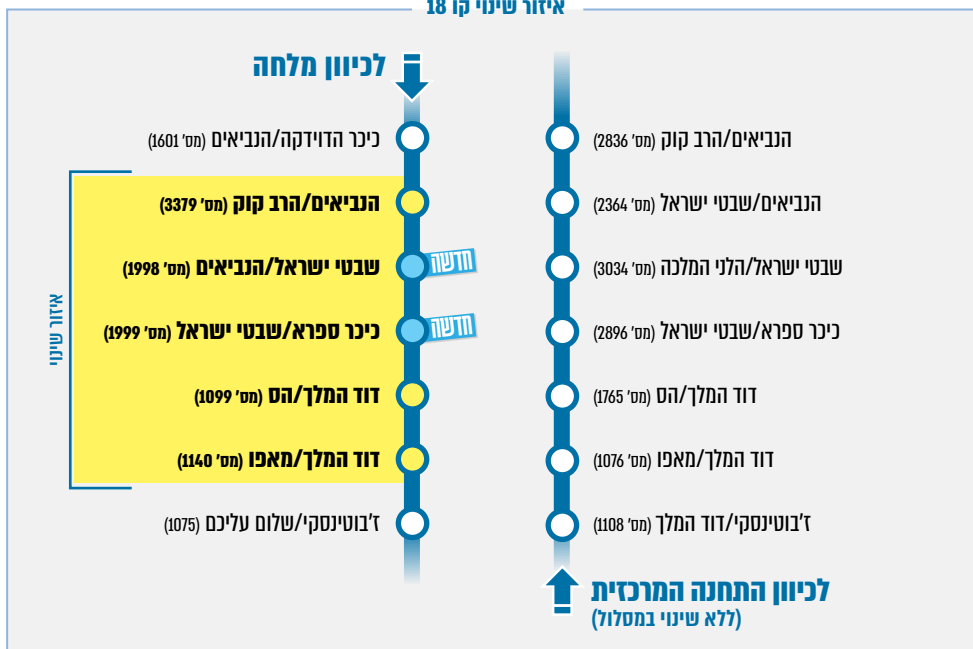 איזור שינוי קו 18
לכיוון מלחה
כיכר הדוידקה/הנביאים (מס' 1601)
הנביאים/הרב קוק (מס' 3379)
שבטי ישראל/הנביאים (מס' 1998)
חדשה
כיכר ספרא/שבטי ישראל (מס' 1999)
חדשה
דוד המלך/הס (מס' 1099)
דוד המלך/מאפו (מס' 1140)
ז'בוטינסקי/שלום עליכם (1075)
איזור שינוי
הנביאים/הרב קוק (מס' 2836)
הנביאים/שבטי ישראל (מס' 2364)
שבטי ישראל/הלני המלכה (מס' 3034)
כיכר ספרא/שבטי ישראל (מס' 2896)
דוד המלך/הס (מס' 1765)
דוד המלך/מאפו (מס' 1076)
ז'בוטינסקי/דוד המלך (מס' 1108)
לכיוון התחנה המרכזית
(ללא שינוי במסלול)